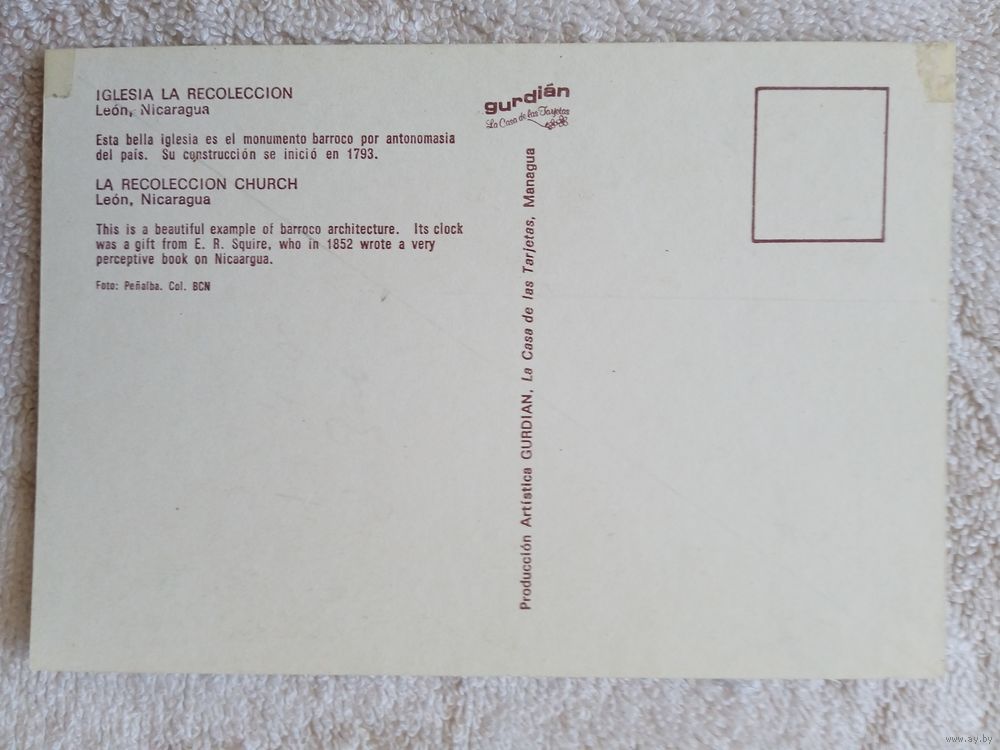 IGLESIA LA RECOLECCION
León, Nicaragua
Esta bella iglesia es el monumento barroco por antonomasia
del país. Su construcción se inició en 1793.
LA RECOLECCION CHURCH
León, Nicaragua
This is a beautiful example of barroco architecture. Its clock
was a gift from E. R. Squire, who in 1852 wrote a very
perceptive book on Nicaargua.
Foto: Peñalba. Col. BCN
gurdián
La Casa de las Tarjetas
Producción Artística GURDIAN, La Casa de las Tarjetas, Managua
www.ay.by